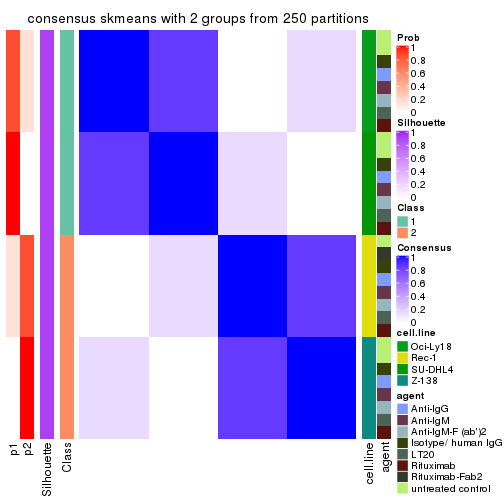 consensus skmeans with 2 groups from 250 partitions
Prob
1
0.8
0.6
0.4
0.2
0
Silhouette
1
0.8
0.6
0.4
0.2
0
Class
1
2
Consensus
1
0.8
0.6
0.4
0.2
0
cell.line
Oci-Ly18
Rec-1
SU-DHL4
Z-138
agent
Anti-IgG
Anti-IgM
Anti-IgM-F (ab')2
Isotype/ human IgG
LT20
Rituximab
Rituximab-Fab2
untreated control
p1
p2
Silhouette
Class
cell.line
agent